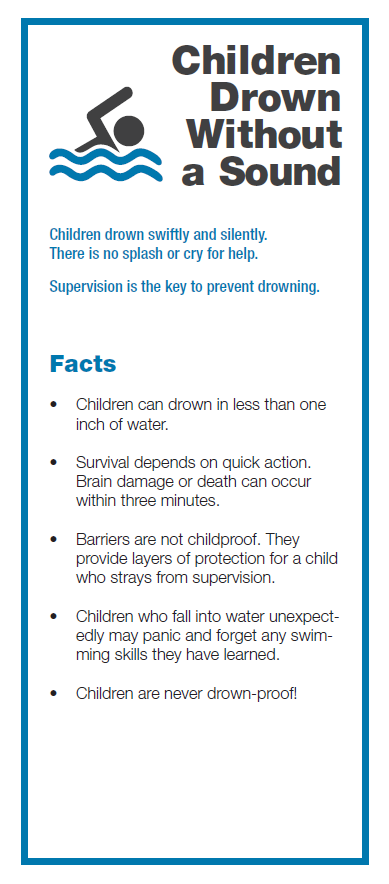 Children
Drown
Without
a Sound
Children drown swiftly and silently.
There is no splash or cry for help.
Supervision is the key to prevent drowning.
Facts
• Children can drown in less than one
inch of water.
• Survival depends on quick action.
Brain damage or death can occur
within three minutes.
• Barriers are not childproof. They
provide layers of protection for a child
who strays from supervision.
• Children who fall into water unexpect-
edly may panic and forget any swim-
ming skills they have learned.
• Children are never drown-proof!